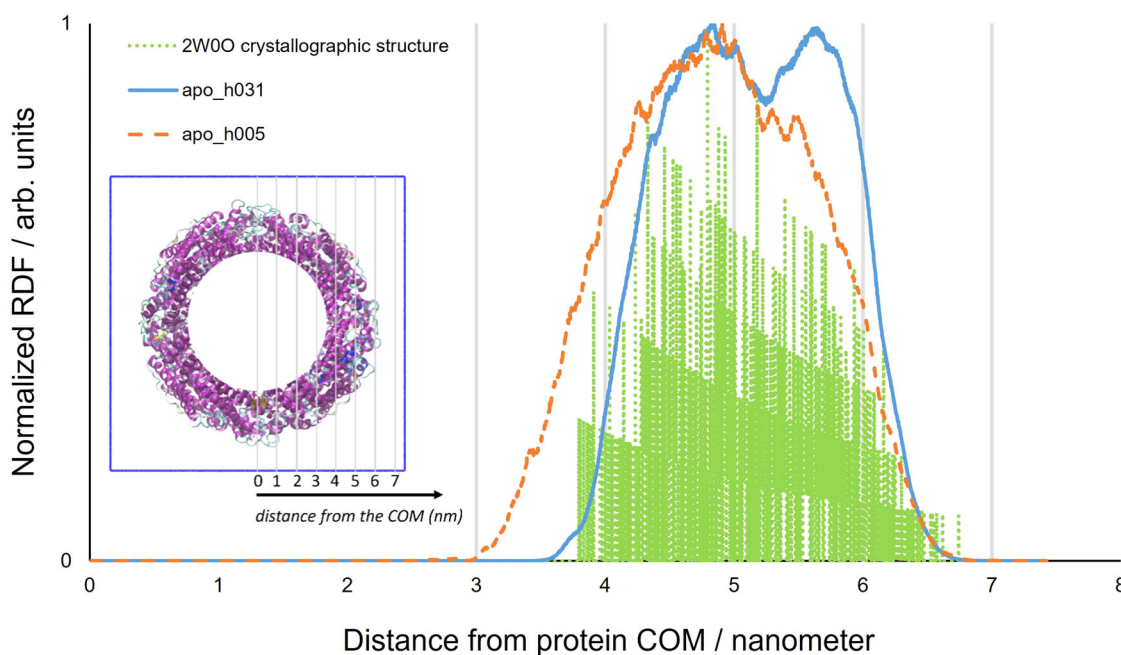 1
2W0O crystallographic structure
apo_h031
apo_h005
Normalized RDF / arb. units
0 1 2 3 4 5 6 7
distance from the COM (nm)
0
0 1 2 3 4 5 6 7 8
Distance from protein COM / nanometer